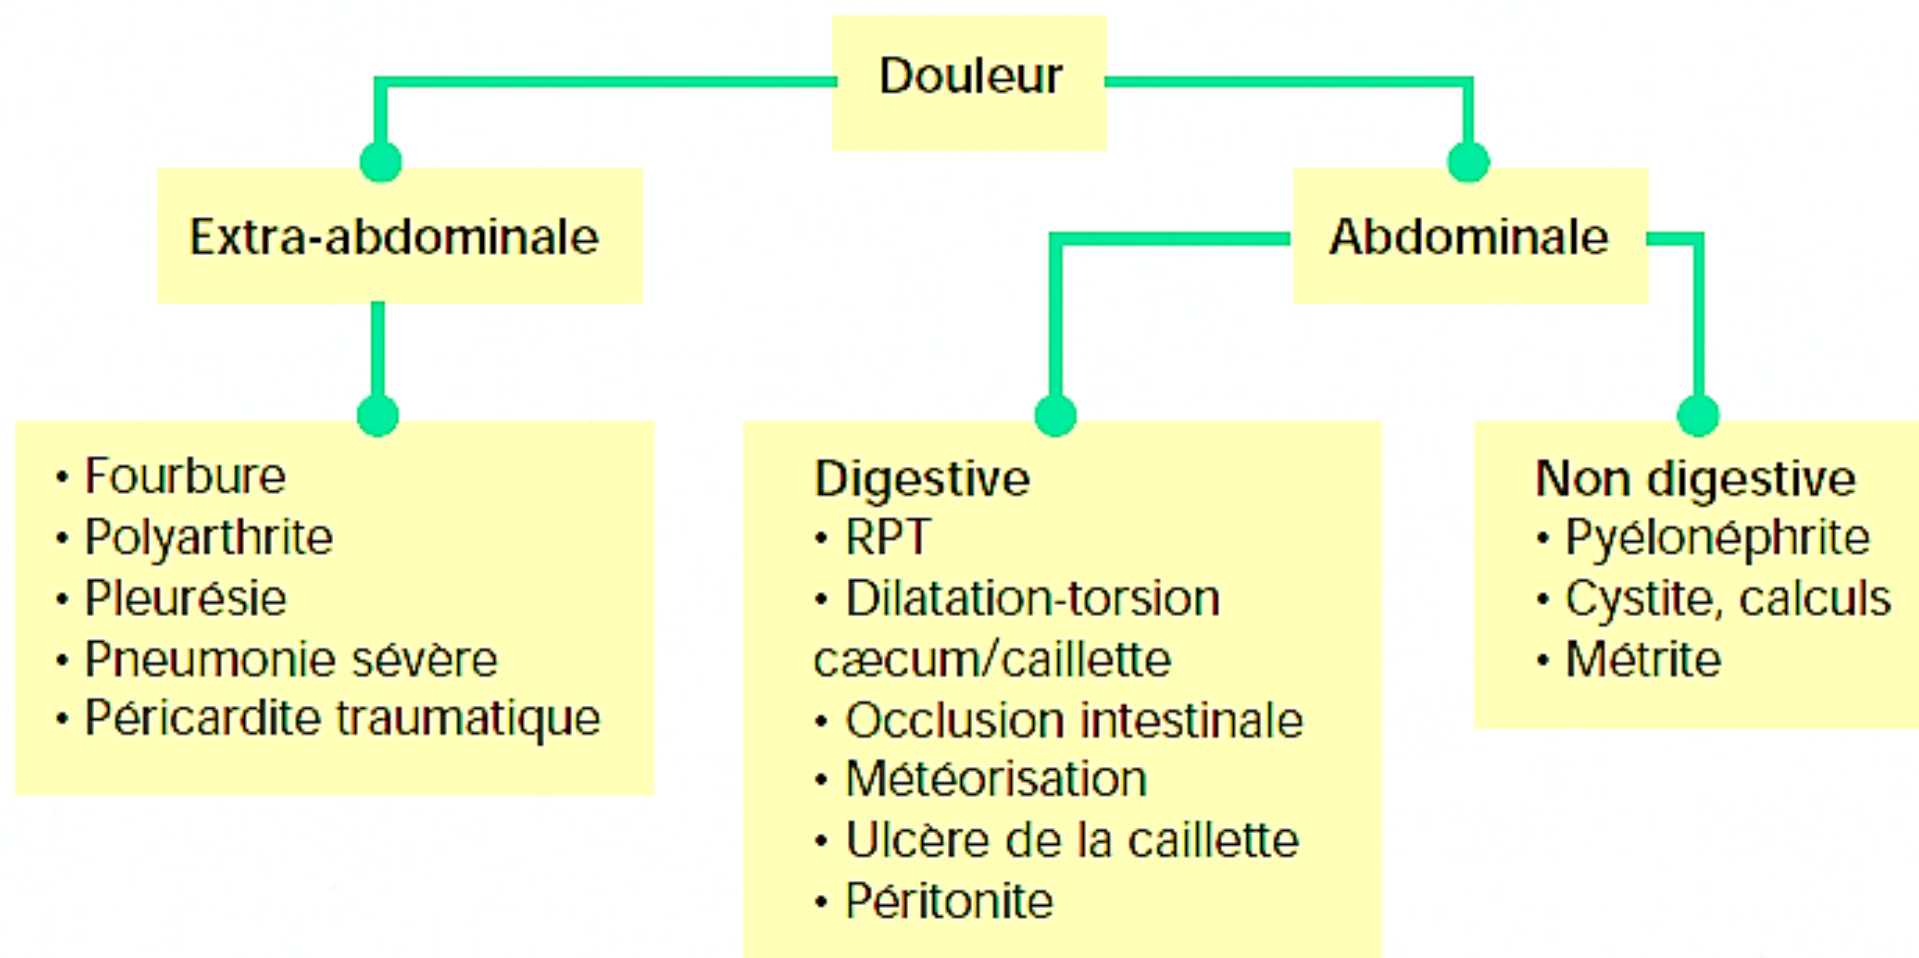 Douleur
Extra-abdominale
Abdominale
• Fourbure
• Polyarthrite
• Pleurésie
• Pneumonie sévère
• Péricardite traumatique
Digestive
• RPT
• Dilatation-torsion
cæcum/caillette
• Occlusion intestinale
• Météorisation
• Ulcère de la caillette
• Péritonite
Non digestive
• Pyélonéphrite
• Cystite, calculs
• Métrite